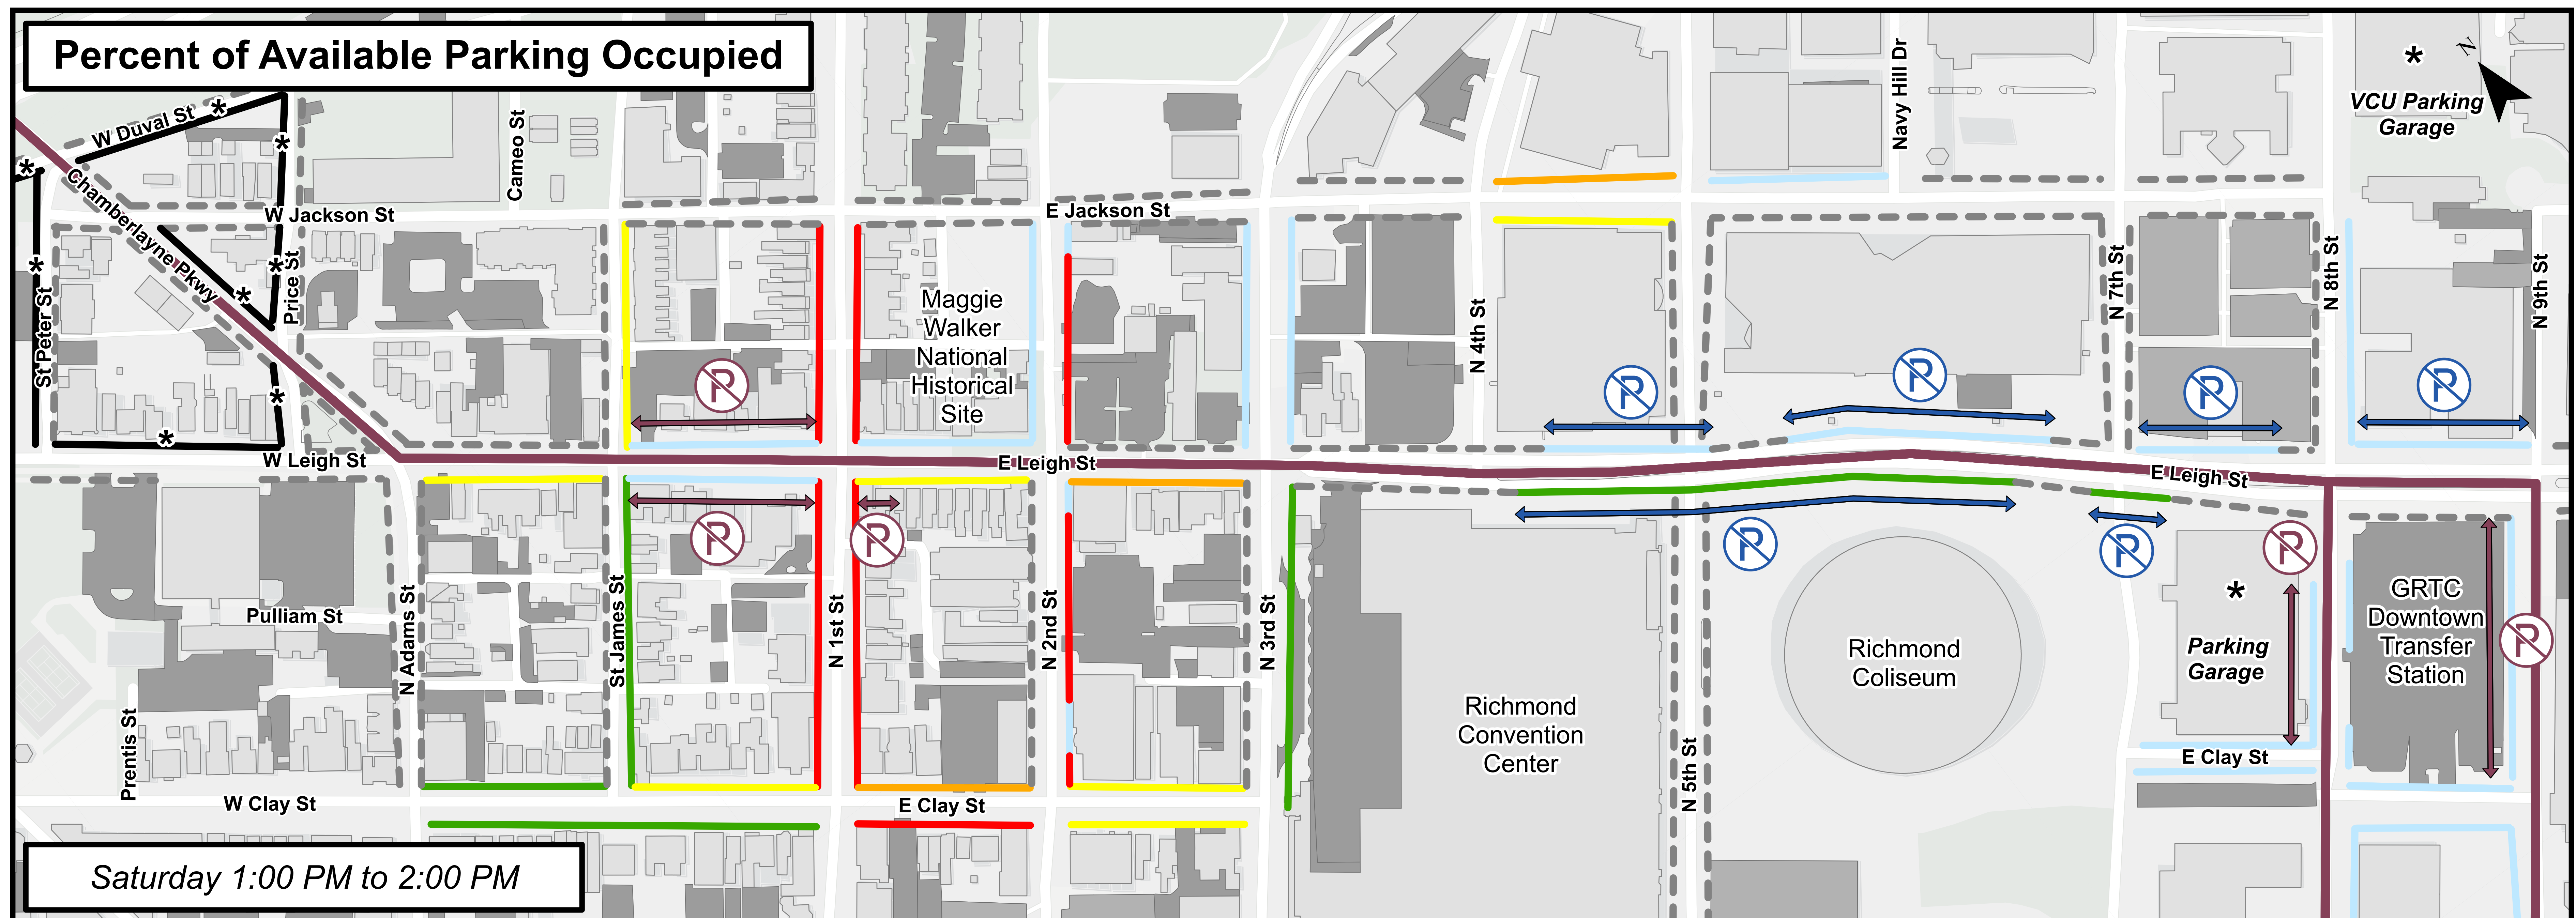 Percent of Available Parking Occupied
W Duval St
Chamberlayne Pkwy
W Jackson St
Cameo St
E Jackson St
Navy Hill Dr
*
N
VCU Parking
Garage
St Peter St
Price St
Maggie
Walker
National
Historical
Site
N 4th St
N 7th St
N 8th St
N 9th St
P
P
P
P
P
W Leigh St
E Leigh St
E Leigh St
P
P
P
P
P
P
Pulliam St
Prentis St
N Adams St
St James St
N 1st St
N 2nd St
N 3rd St
N 5th St
Richmond
Convention
Center
Richmond
Coliseum
*
Parking
Garage
GRTC
Downtown
Transfer
Station
E Clay St
W Clay St
E Clay St
Saturday 1:00 PM to 2:00 PM